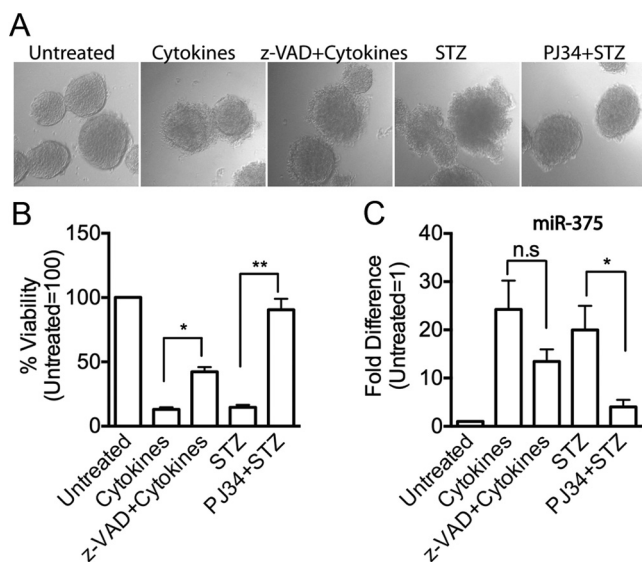 A
Untreated Cytokines z-VAD+Cytokines STZ PJ34+STZ
B
% Viability
(Untreated=100)
150
100
50
0
*
**
Untreated
Cytokines
z-VAD+Cytokines
STZ
PJ34+STZ
C
miR-375
Fold Difference
(Untreated=1)
40
30
20
10
0
n.s
*
Untreated
Cytokines
z-VAD+Cytokines
STZ
PJ34+STZ